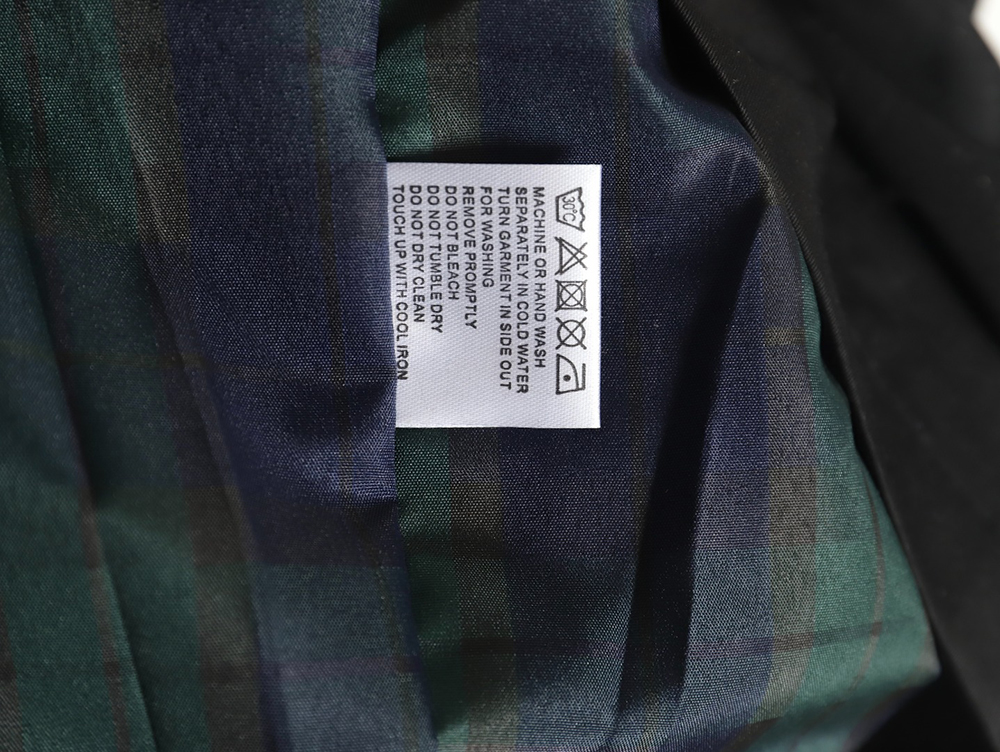 30°C
MACHINE OR HAND WASH
SEPARATELY IN COLD WATER
TURN GARMENT IN SIDE OUT
FOR WASHING
REMOVE PROMPTLY
DO NOT BLEACH
DO NOT TUMBLE DRY
DO NOT DRY CLEAN
TOUCH UP WITH COOL IRON